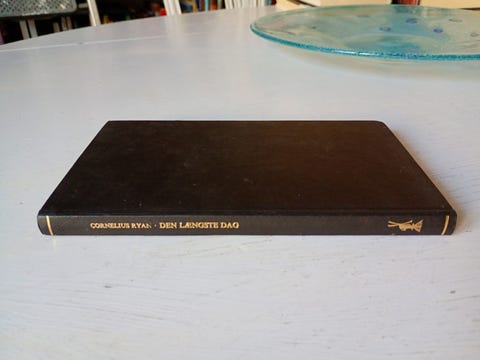 CORNELIUS RYAN · DEN LÆNGSTE DAG